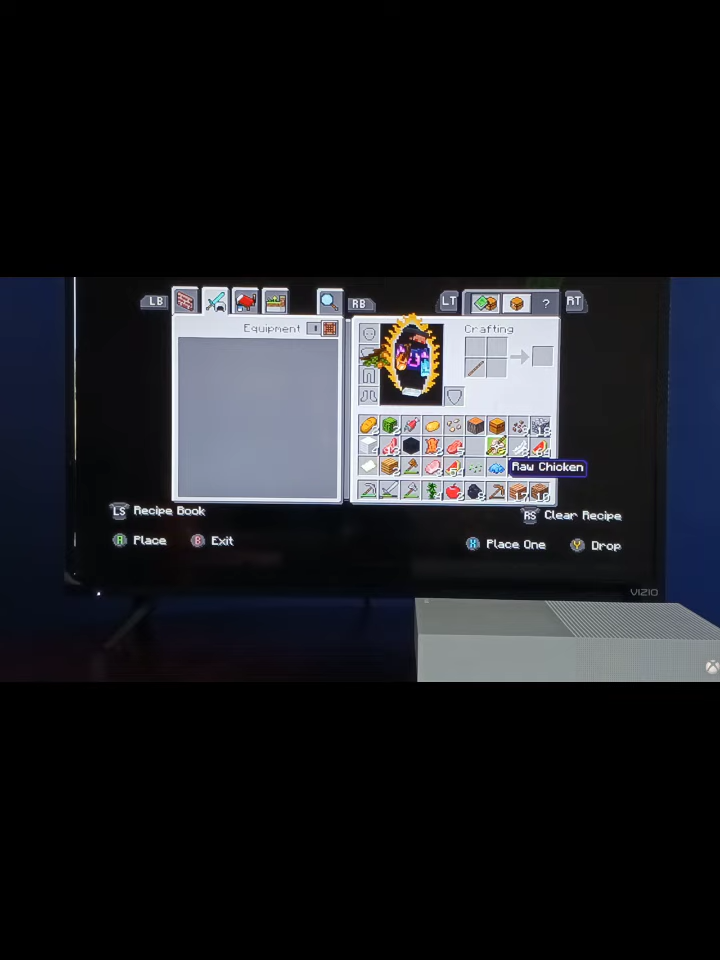 LB
RB
LT
?
RT
Equipment
Crafting
Raw Chicken
LS Recipe Book
RS Clear Recipe
A Place
B Exit
X Place One
Y Drop
VIZIO